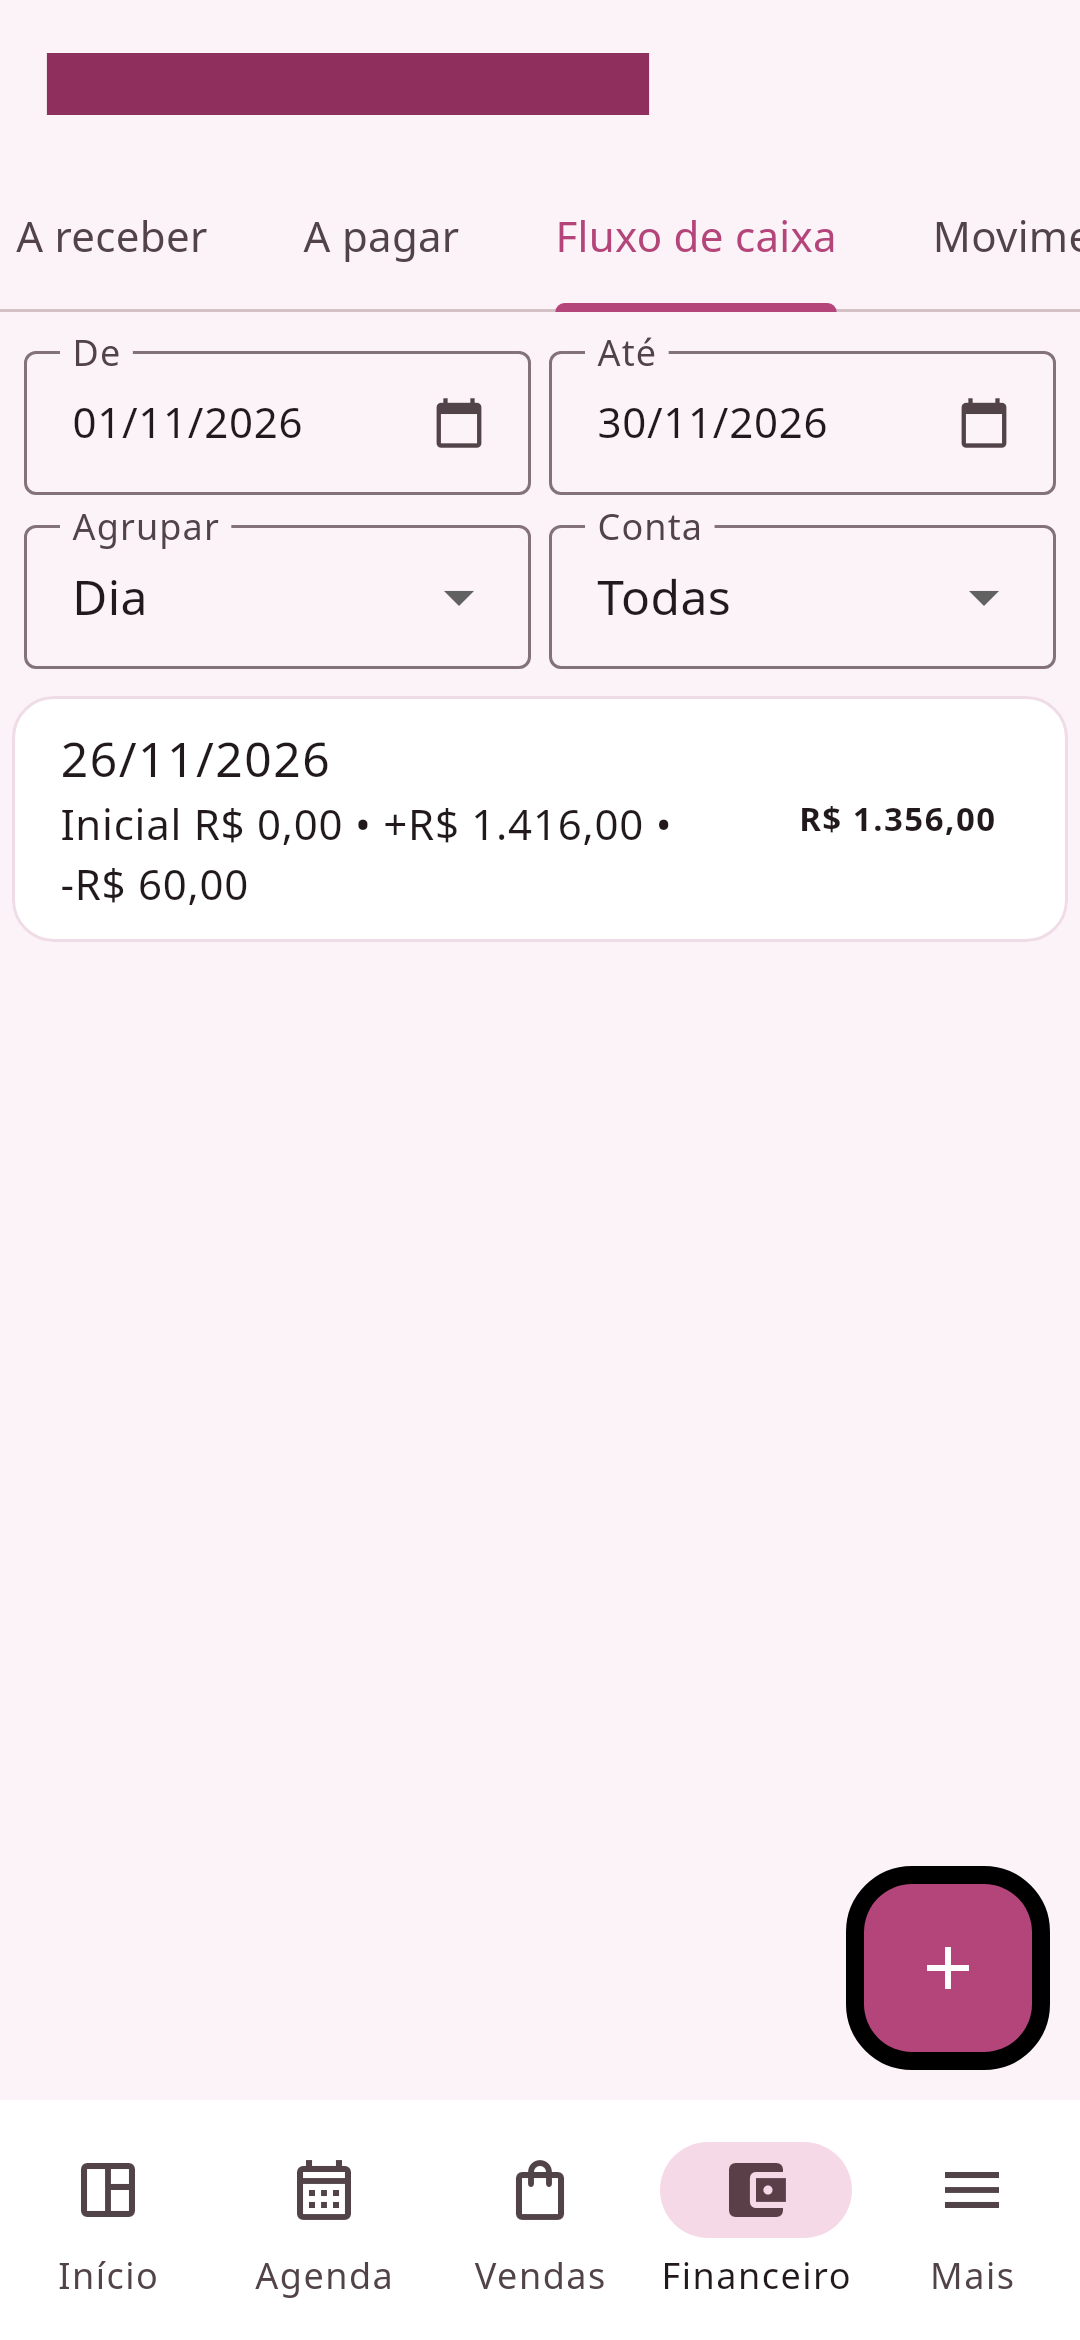 A receber A pagar Fluxo de caixa Movime
De Até
01/11/2026 30/11/2026
Agrupar Conta
Dia Todas
26/11/2026
Inicial R$ 0,00 • +R$ 1.416,00 •
-R$ 60,00
R$ 1.356,00
Início Agenda Vendas Financeiro Mais